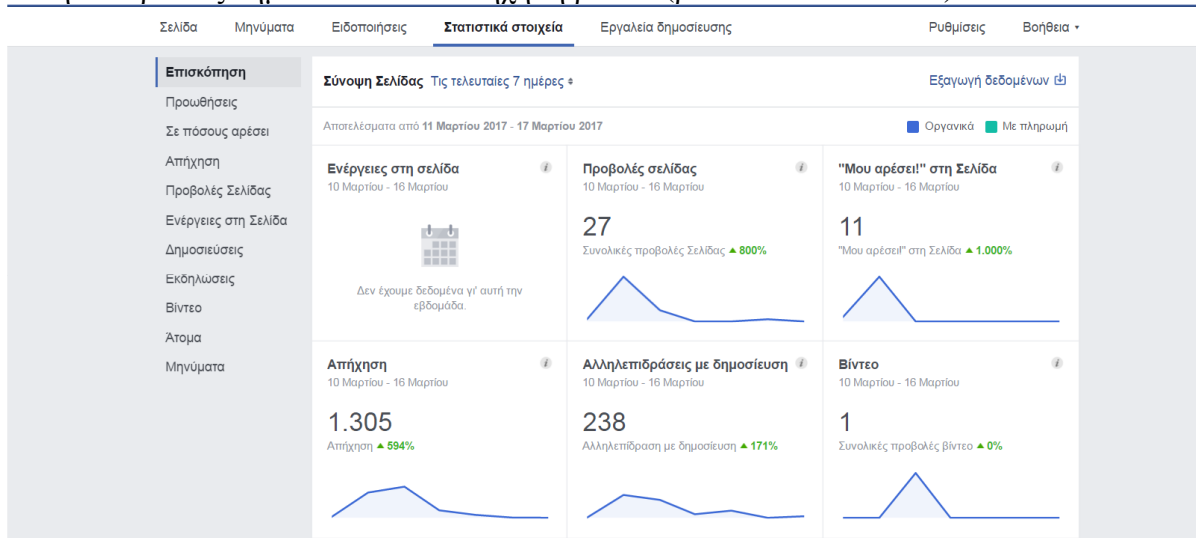 Σελίδα Μηνύματα Ειδοποιήσεις Στατιστικά στοιχεία Εργαλεία δημοσίευσης Ρυθμίσεις Βοήθεια
Επισκόπηση
Προωθήσεις
Σε πόσους αρέσει
Απήχηση
Προβολές Σελίδας
Ενέργειες στη Σελίδα
Δημοσιεύσεις
Εκδηλώσεις
Βίντεο
Άτομα
Μηνύματα
Σύνοψη Σελίδας Τις τελευταίες 7 ημέρες Εξαγωγή δεδομένων
Αποτελέσματα από 11 Μαρτίου 2017 - 17 Μαρτίου 2017 Οργανικά Με πληρωμή
Ενέργειες στη σελίδα
10 Μαρτίου - 16 Μαρτίου
Δεν έχουμε δεδομένα γι' αυτή την
εβδομάδα.
Προβολές σελίδας
10 Μαρτίου - 16 Μαρτίου
27
Συνολικές προβολές Σελίδας ▲ 800%
"Μου αρέσει!" στη Σελίδα
10 Μαρτίου - 16 Μαρτίου
11
"Μου αρέσει!" στη Σελίδα ▲ 1.000%
Απήχηση
10 Μαρτίου - 16 Μαρτίου
1.305
Απήχηση ▲ 594%
Αλληλεπιδράσεις με δημοσίευση
10 Μαρτίου - 16 Μαρτίου
238
Αλληλεπίδραση με δημοσίευση ▲ 171%
Βίντεο
10 Μαρτίου - 16 Μαρτίου
1
Συνολικές προβολές βίντεο ▲ 0%